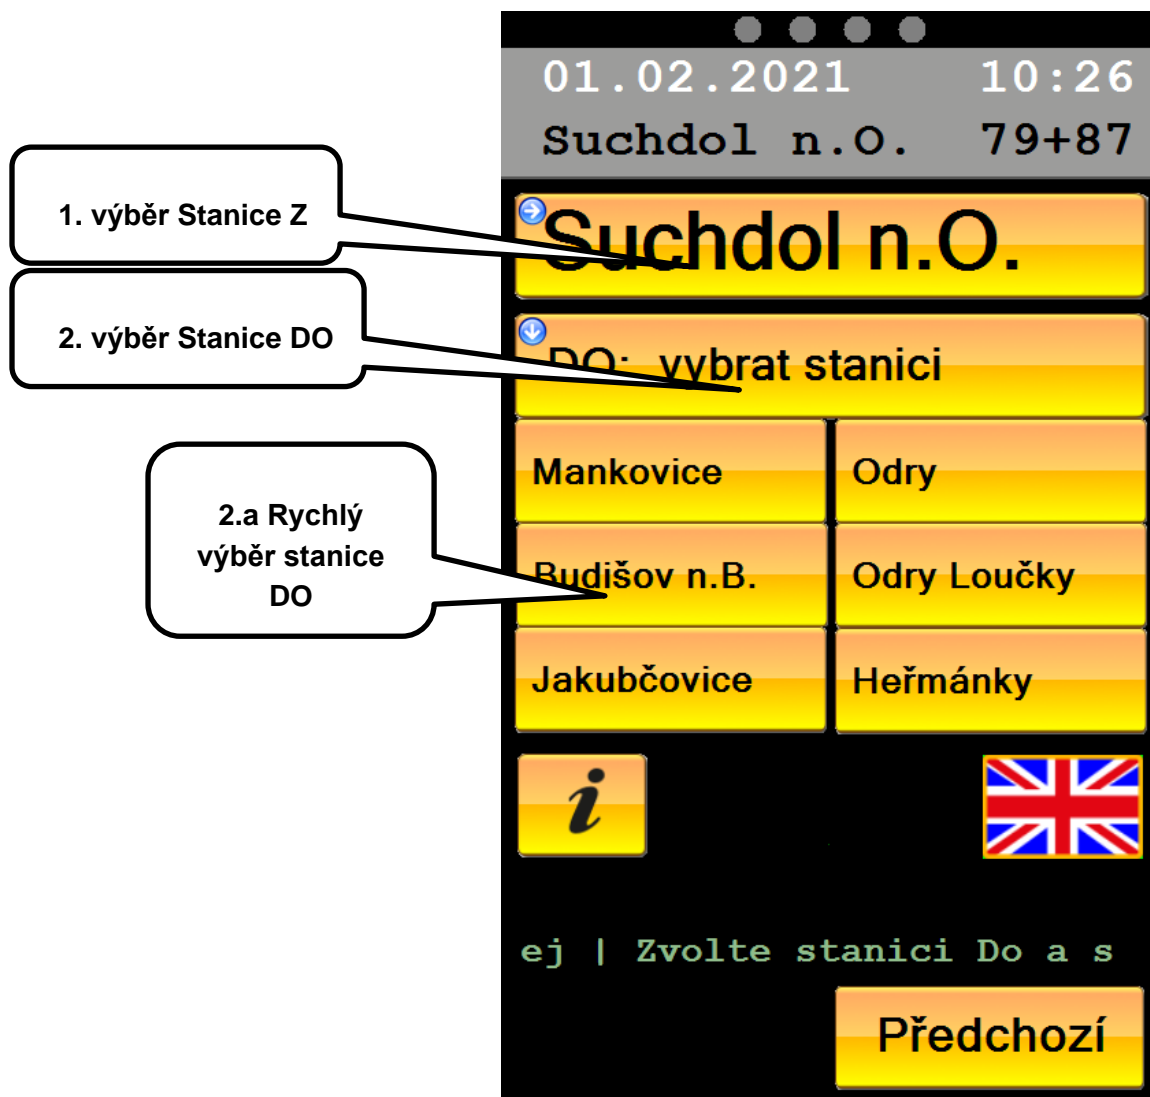 01.02.2021 10:26
Suchdol n.O. 79+87
1. výběr Stanice Z
Suchdol n.O.
2. výběr Stanice DO
DO: vybrat stanici
Mankovice Odry
2.a Rychlý
výběr stanice
DO
Budišov n.B. Odry Loučky
Jakubčovice Heřmánky
i
ej | Zvolte stanici Do a s
Předchozí